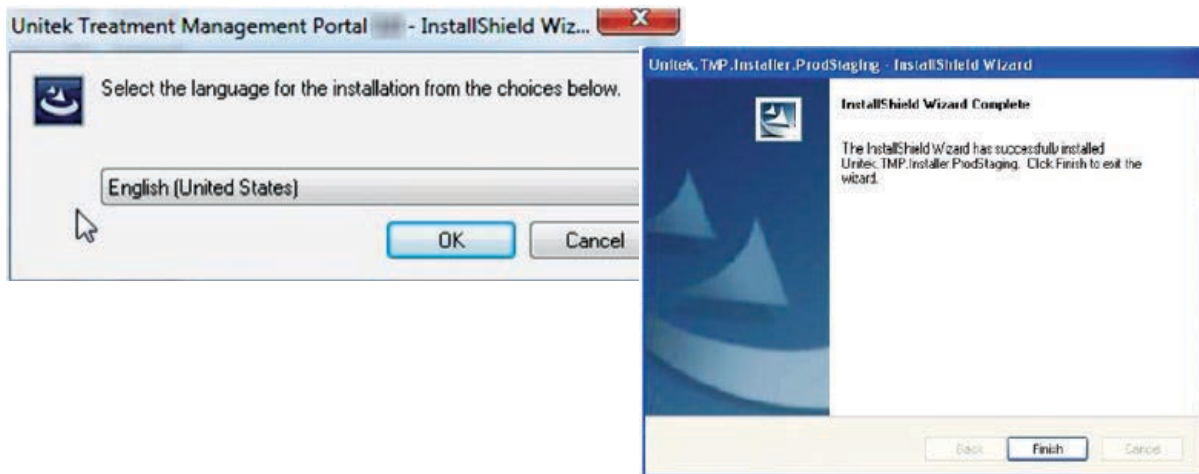 Unitek Treatment Management Portal - InstallShield Wiz...
Select the language for the installation from the choices below.
English (United States)
OK
Cancel
Unitek.TMP.Installer.ProdStaging - InstallShield Wizard
InstallShield Wizard Complete
The InstallShield Wizard has successfully installed
Unitek.TMP.Installer.ProdStaging. Click Finish to exit the
wizard.
Back
Finish
Cancel